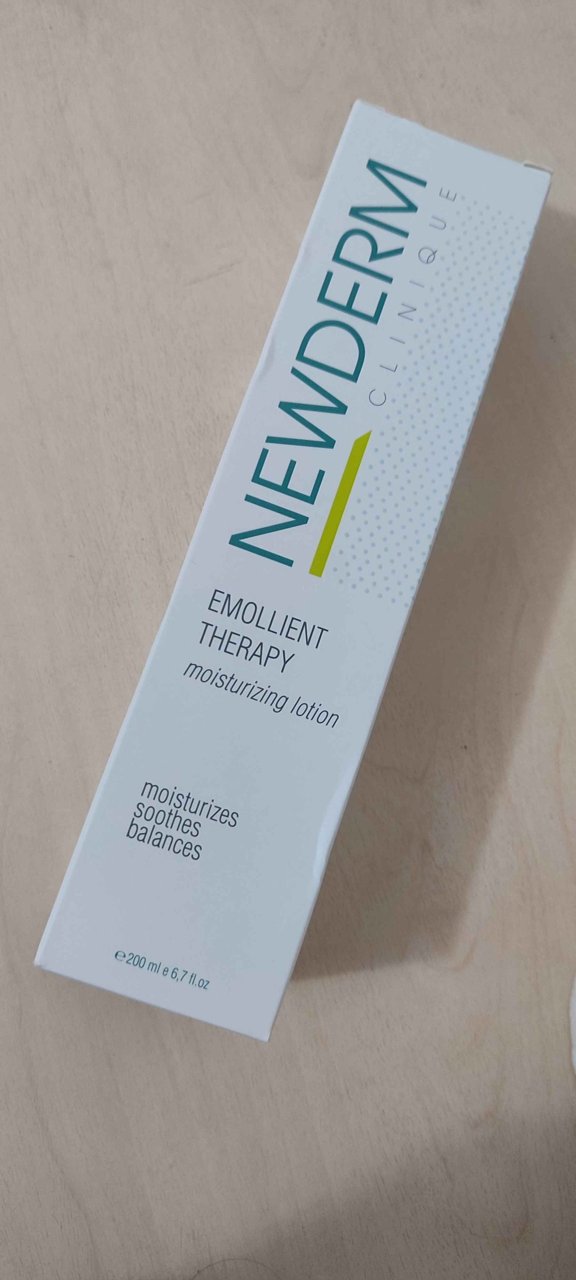 NEWDERM
CLINIQUE
EMOLLIENT
THERAPY
moisturizing lotion
moisturizes
soothes
balances
℮200 ml e 6,7 fl.oz